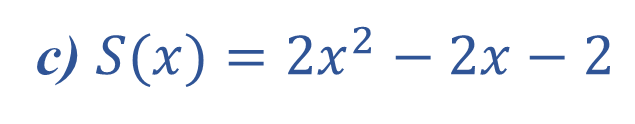 c) S(x) = 2x² − 2x − 2